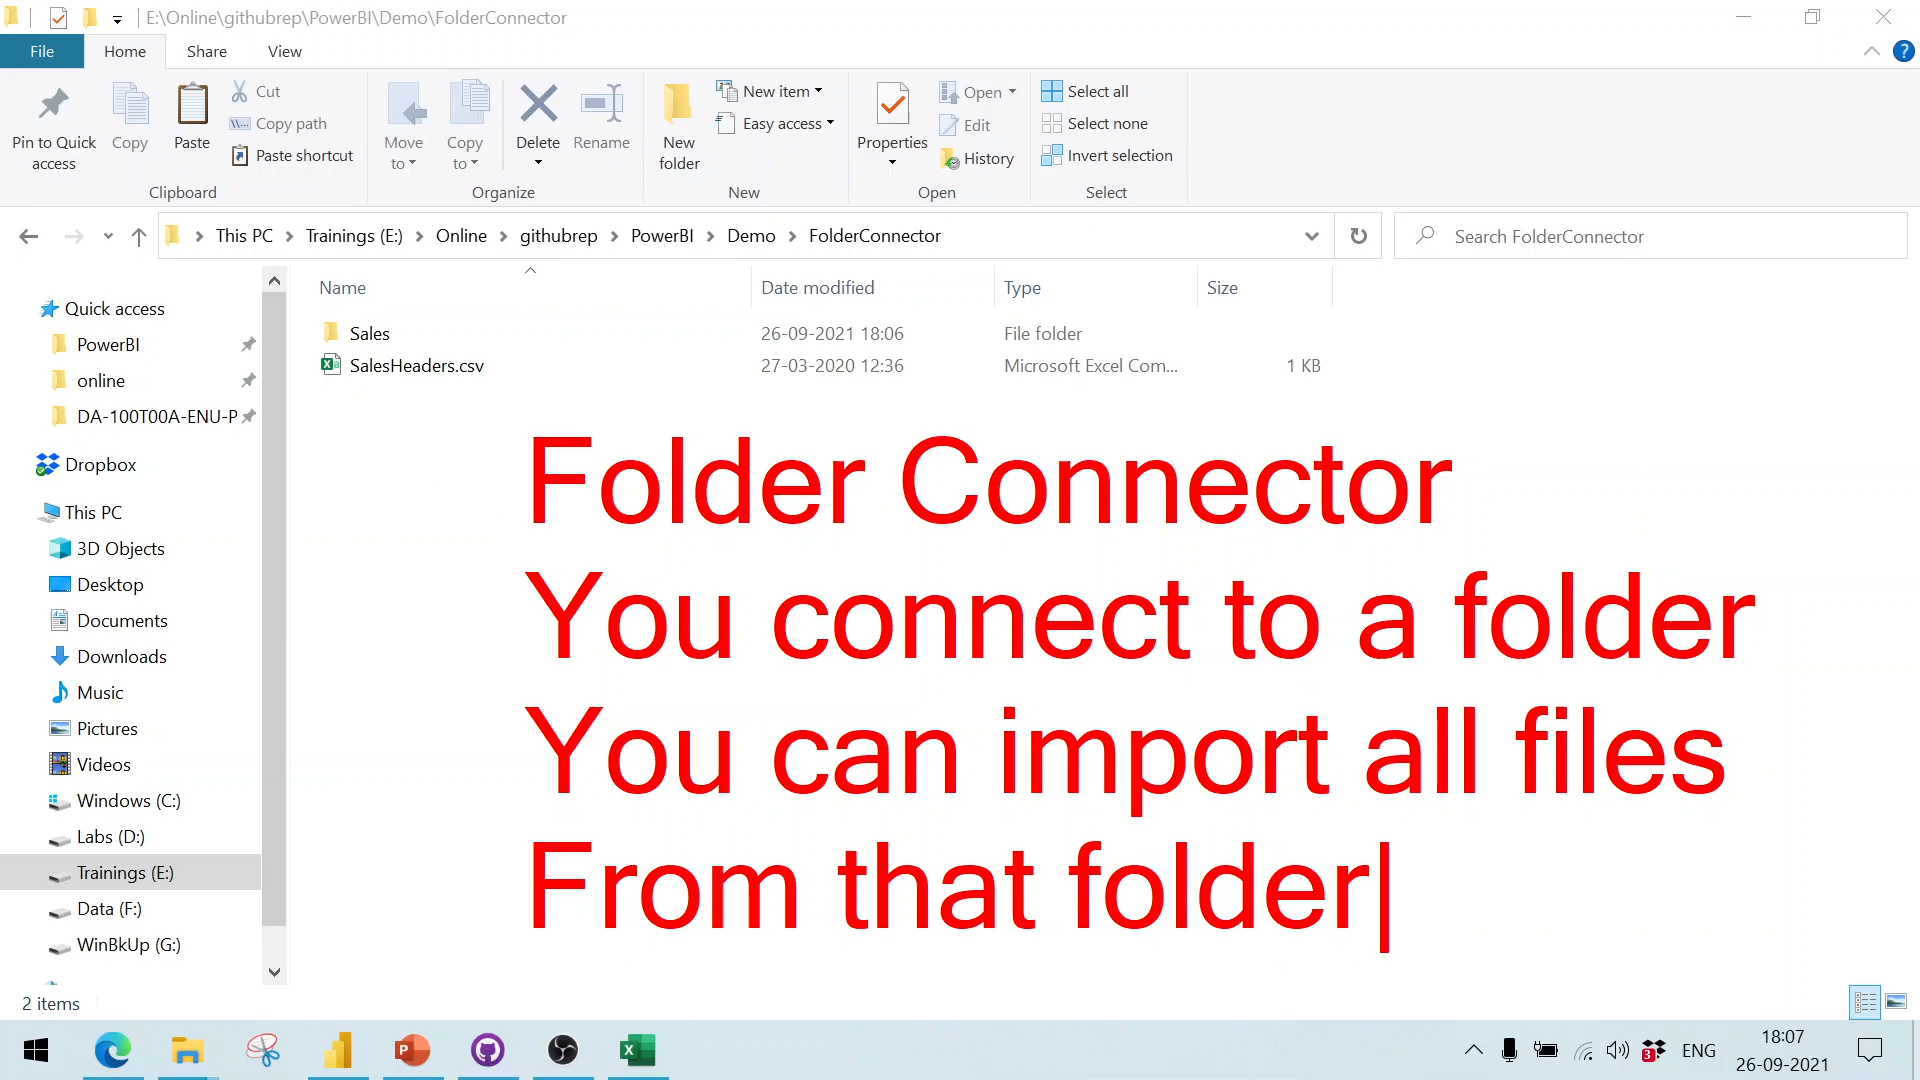 E:\Online\githubrep\PowerBI\Demo\FolderConnector
File Home Share View
Pin to Quick access
Copy
Paste
Cut
Copy path
Paste shortcut
Clipboard
Move to
Copy to
Delete
Rename
Organize
New folder
New item
Easy access
New
Properties
Open
Edit
History
Open
Select all
Select none
Invert selection
Select
This PC > Trainings (E:) > Online > githubrep > PowerBI > Demo > FolderConnector
Search FolderConnector
Name Date modified Type Size
Sales 26-09-2021 18:06 File folder
SalesHeaders.csv 27-03-2020 12:36 Microsoft Excel Com... 1 KB
Quick access
PowerBI
online
DA-100T00A-ENU-P
Dropbox
This PC
3D Objects
Desktop
Documents
Downloads
Music
Pictures
Videos
Windows (C:)
Labs (D:)
Trainings (E:)
Data (F:)
WinBkUp (G:)
Folder Connector
You connect to a folder
You can import all files
From that folder
2 items
3
ENG
18:07
26-09-2021